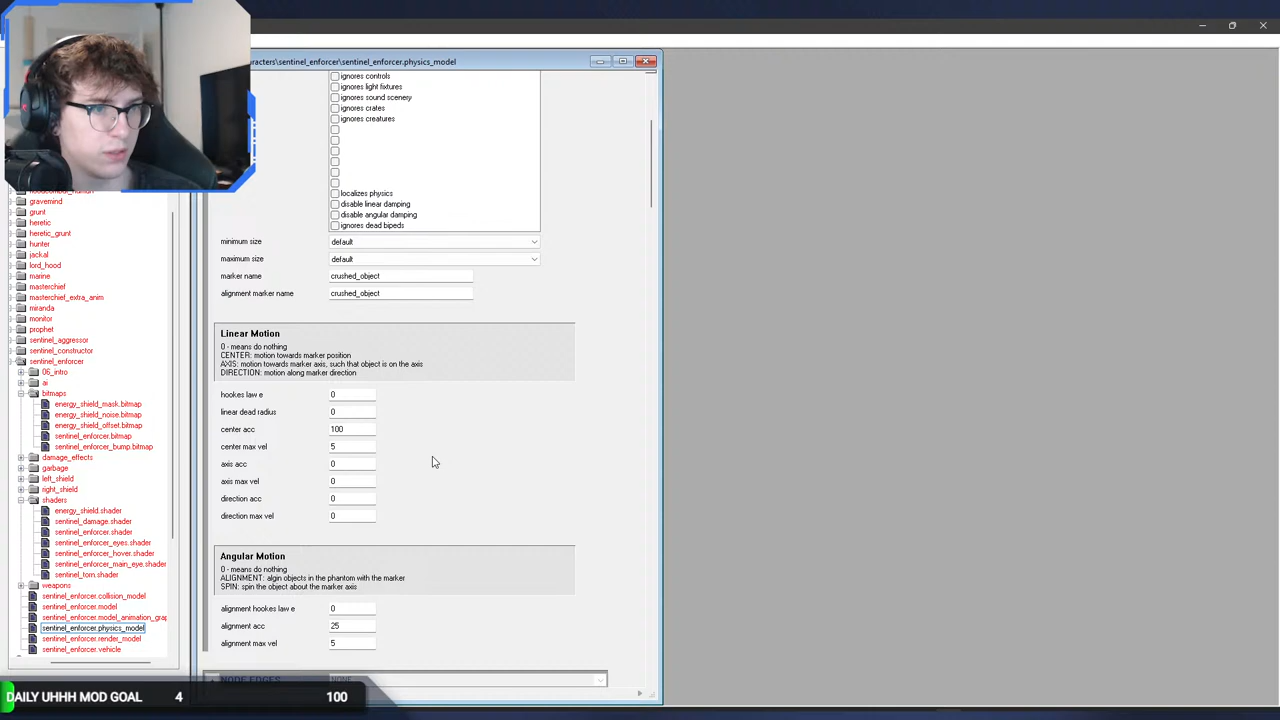 aracters\sentinel_enforcer\sentinel_enforcer.physics_model
ignores controls
ignores light fixtures
ignores sound scenery
ignores crates
ignores creatures
localizes physics
disable linear damping
disable angular damping
ignores dead bipeds
minimum size default
maximum size default
marker name crushed_object
alignment marker name crushed_object
Linear Motion
0 - means do nothing
CENTER: motion towards marker position
AXIS: motion towards marker axis, such that object is on the axis
DIRECTION: motion along marker direction
hookes law e 0
linear dead radius 0
center acc 100
center max vel 5
axis acc 0
axis max vel 0
direction acc 0
direction max vel 0
Angular Motion
0 - means do nothing
ALIGNMENT: algin objects in the phantom with the marker
SPIN: spin the object about the marker axis
alignment hookes law e 0
alignment acc 25
alignment max vel 5
gravemind
grunt
heretic
heretic_grunt
hunter
jackal
lord_hood
marine
masterchief
masterchief_extra_anim
miranda
monitor
prophet
sentinel_aggressor
sentinel_constructor
sentinel_enforcer
06_intro
ai
bitmaps
energy_shield_mask.bitmap
energy_shield_noise.bitmap
energy_shield_offset.bitmap
sentinel_enforcer.bitmap
sentinel_enforcer_bump.bitmap
damage_effects
garbage
left_shield
right_shield
shaders
energy_shield.shader
sentinel_damage.shader
sentinel_enforcer.shader
sentinel_enforcer_eyes.shader
sentinel_enforcer_hover.shader
sentinel_enforcer_main_eye.shader
sentinel_torn.shader
weapons
sentinel_enforcer.collision_model
sentinel_enforcer.model
sentinel_enforcer.model_animation_grap
sentinel_enforcer.physics_model
sentinel_enforcer.render_model
sentinel_enforcer.vehicle
DAILY UHHH MOD GOAL 4 100